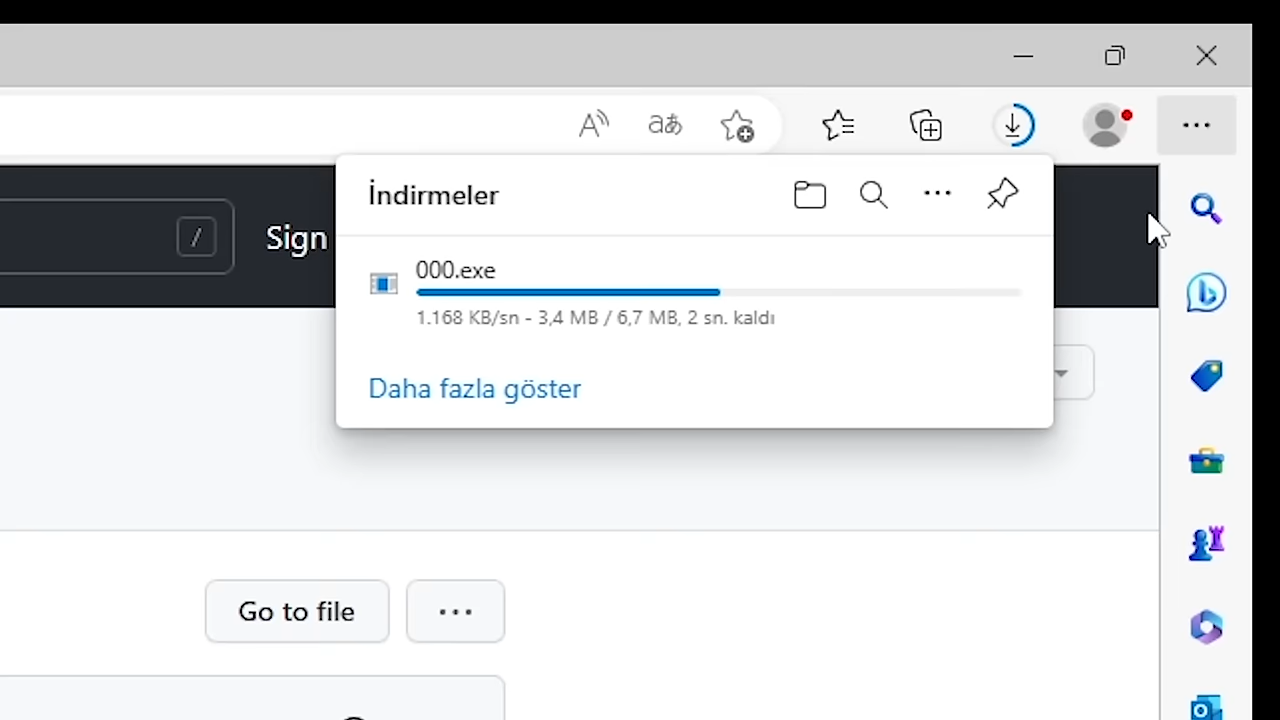 İndirmeler
/
Sign
000.exe
1.168 KB/sn - 3,4 MB / 6,7 MB, 2 sn. kaldı
Daha fazla göster
Go to file